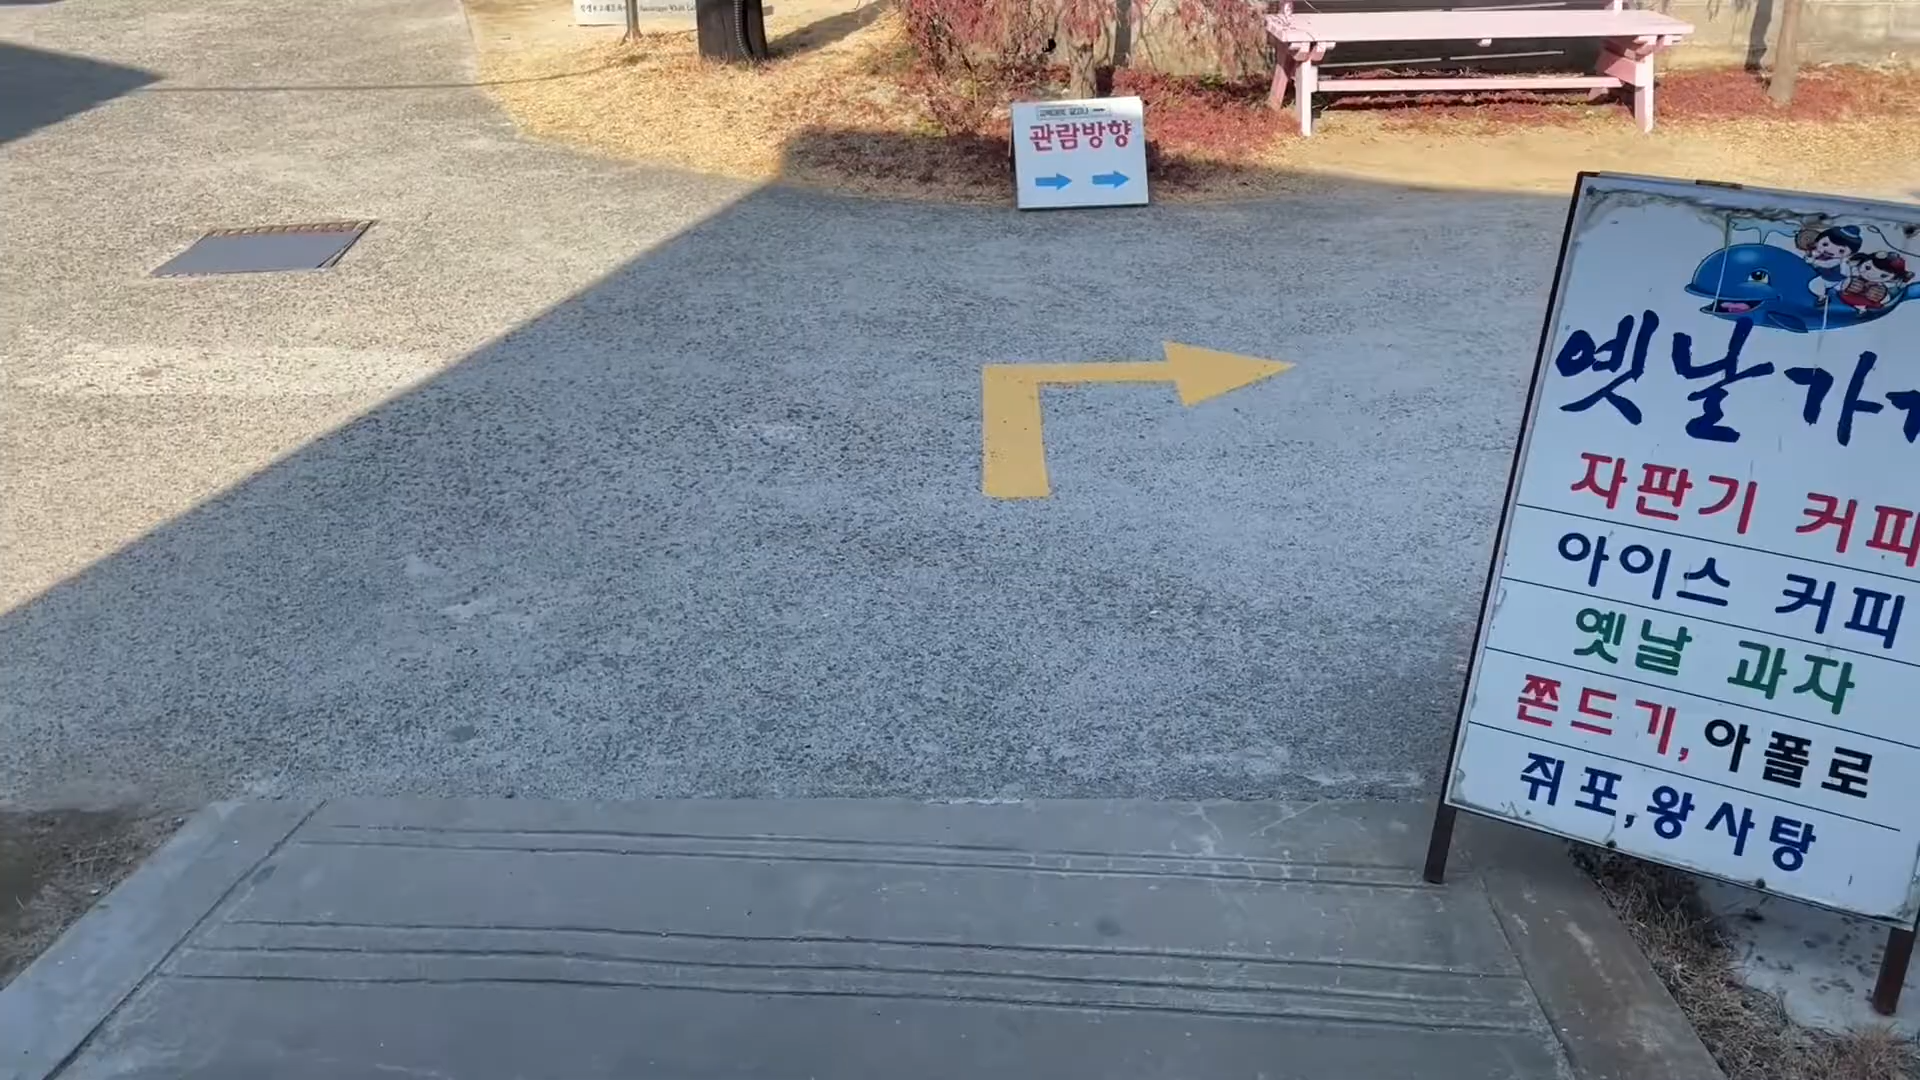 관람방향
옛날가
자판기 커피
아이스 커피
옛날 과자
쫀드기, 아폴로
쥐포, 왕사탕